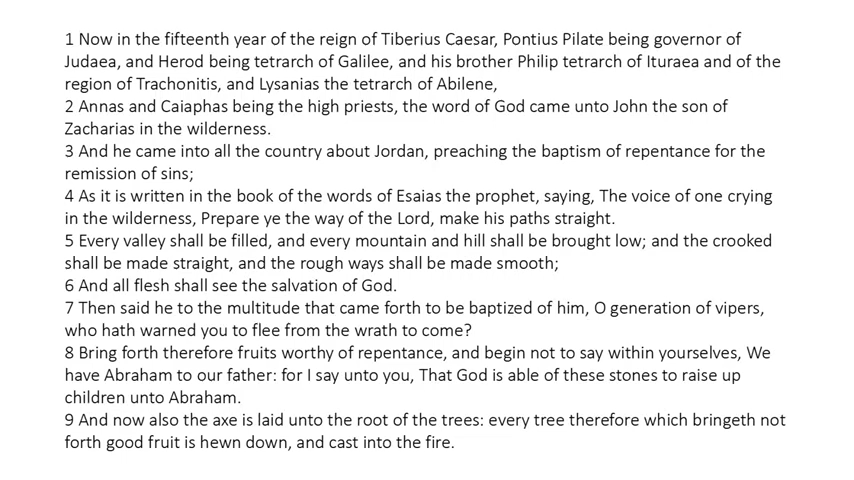 1 Now in the fifteenth year of the reign of Tiberius Caesar, Pontius Pilate being governor of
Judaea, and Herod being tetrarch of Galilee, and his brother Philip tetrarch of Ituraea and of the
region of Trachonitis, and Lysanias the tetrarch of Abilene,
2 Annas and Caiaphas being the high priests, the word of God came unto John the son of
Zacharias in the wilderness.
3 And he came into all the country about Jordan, preaching the baptism of repentance for the
remission of sins;
4 As it is written in the book of the words of Esaias the prophet, saying, The voice of one crying
in the wilderness, Prepare ye the way of the Lord, make his paths straight.
5 Every valley shall be filled, and every mountain and hill shall be brought low; and the crooked
shall be made straight, and the rough ways shall be made smooth;
6 And all flesh shall see the salvation of God.
7 Then said he to the multitude that came forth to be baptized of him, O generation of vipers,
who hath warned you to flee from the wrath to come?
8 Bring forth therefore fruits worthy of repentance, and begin not to say within yourselves, We
have Abraham to our father: for I say unto you, That God is able of these stones to raise up
children unto Abraham.
9 And now also the axe is laid unto the root of the trees: every tree therefore which bringeth not
forth good fruit is hewn down, and cast into the fire.